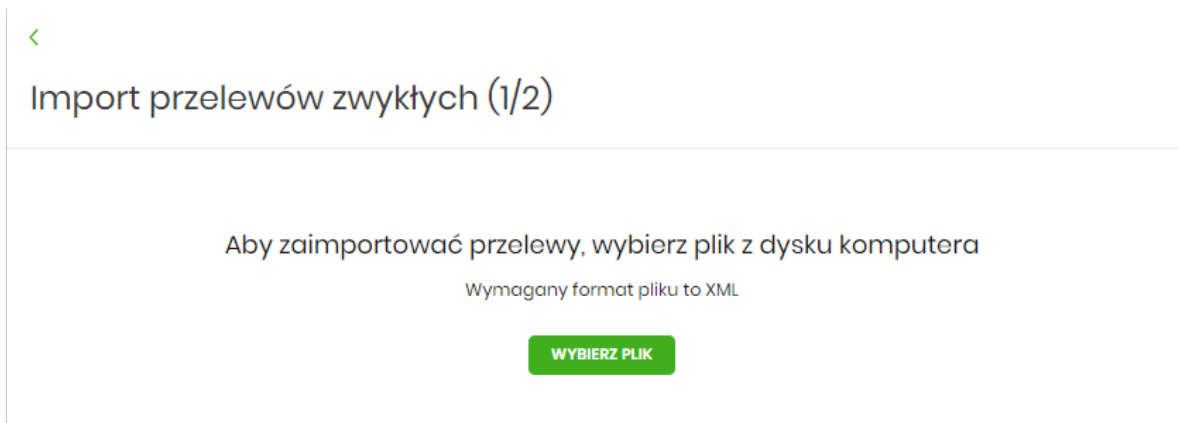 Import przelewów zwykłych (1/2)
Aby zaimportować przelewy, wybierz plik z dysku komputera
Wymagany format pliku to XML
WYBIERZ PLIK